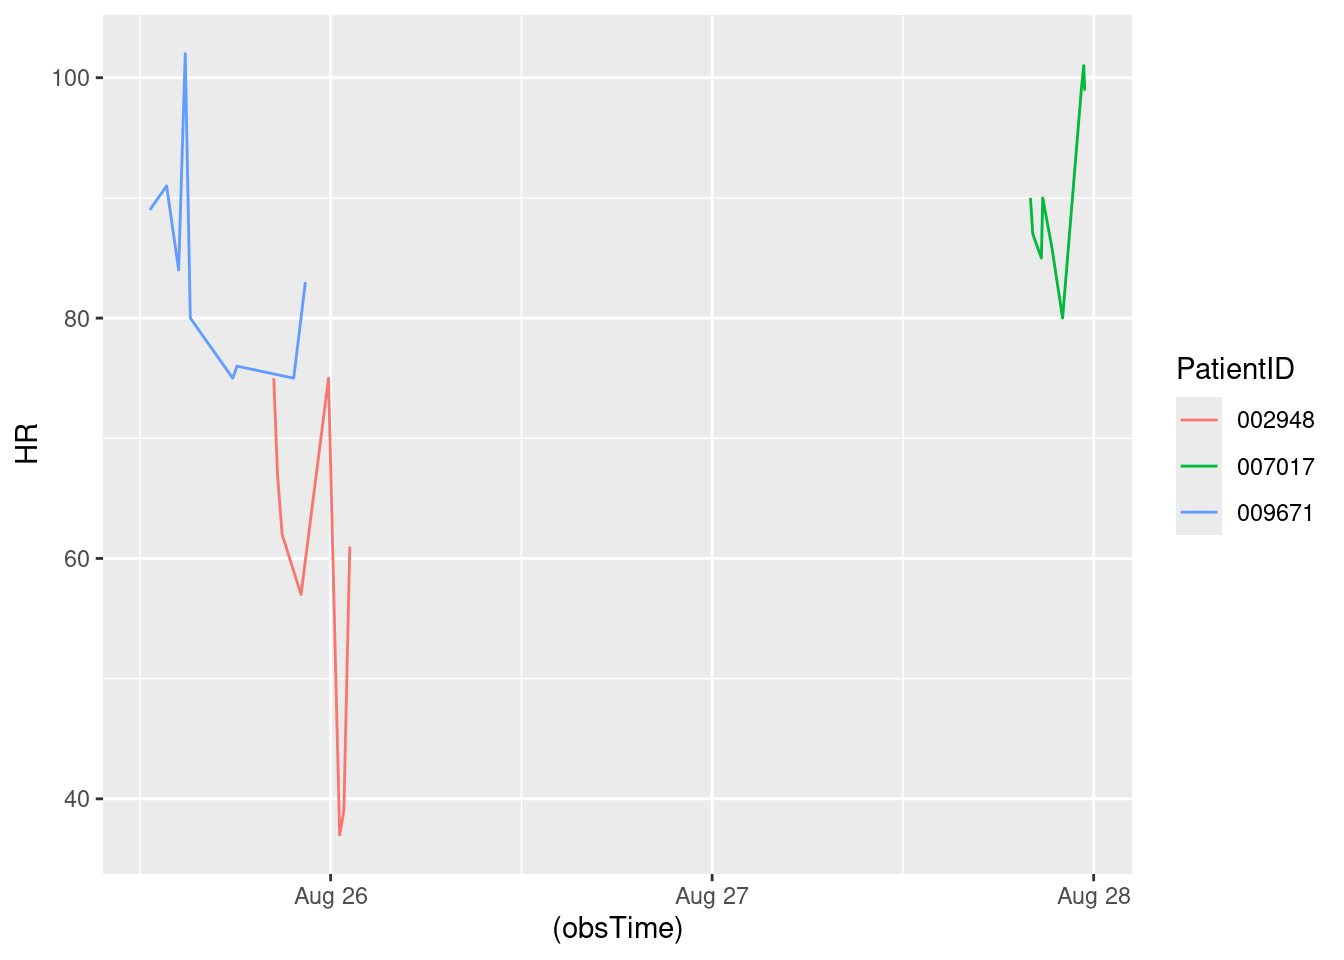 100
80
60
40
HR
Aug 26
Aug 27
Aug 28
(obsTime)
PatientID
002948
007017
009671